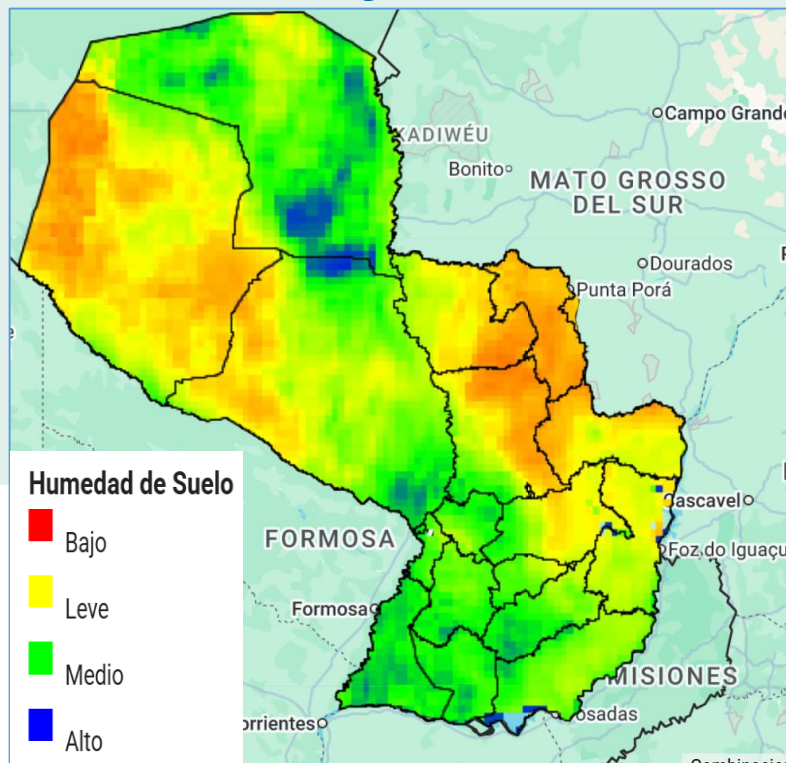 Campo Grande
KADIWÉU
Bonito
MATO GROSSO
DEL SUR
Dourados
Punta Porá
Humedad de Suelo
Bajo
Leve
Medio
Alto
Cascavel
FORMOSA
Foz do Iguaçu
Formosa
MISIONES
Posadas
orrientes